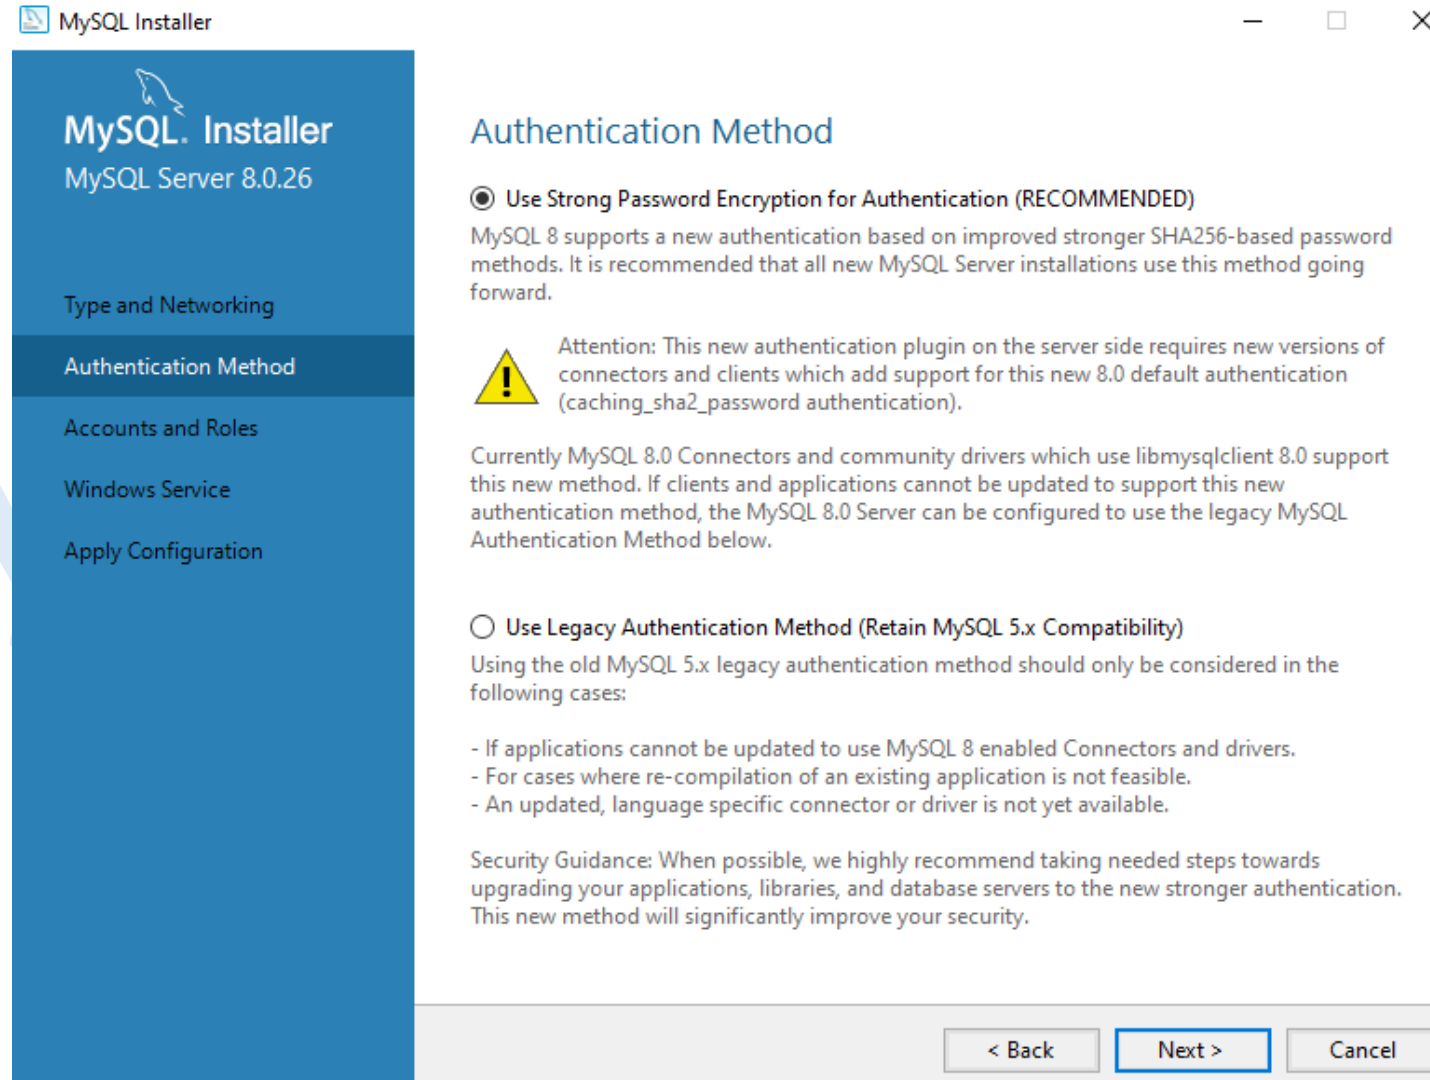 MySQL Installer
MySQL. Installer
MySQL Server 8.0.26
Type and Networking
Authentication Method
Accounts and Roles
Windows Service
Apply Configuration
Authentication Method
Use Strong Password Encryption for Authentication (RECOMMENDED)
MySQL 8 supports a new authentication based on improved stronger SHA256-based password
methods. It is recommended that all new MySQL Server installations use this method going
forward.
Attention: This new authentication plugin on the server side requires new versions of
connectors and clients which add support for this new 8.0 default authentication
(caching_sha2_password authentication).
Currently MySQL 8.0 Connectors and community drivers which use libmysqlclient 8.0 support
this new method. If clients and applications cannot be updated to support this new
authentication method, the MySQL 8.0 Server can be configured to use the legacy MySQL
Authentication Method below.
Use Legacy Authentication Method (Retain MySQL 5.x Compatibility)
Using the old MySQL 5.x legacy authentication method should only be considered in the
following cases:
- If applications cannot be updated to use MySQL 8 enabled Connectors and drivers.
- For cases where re-compilation of an existing application is not feasible.
- An updated, language specific connector or driver is not yet available.
Security Guidance: When possible, we highly recommend taking needed steps towards
upgrading your applications, libraries, and database servers to the new stronger authentication.
This new method will significantly improve your security.
< Back
Next >
Cancel